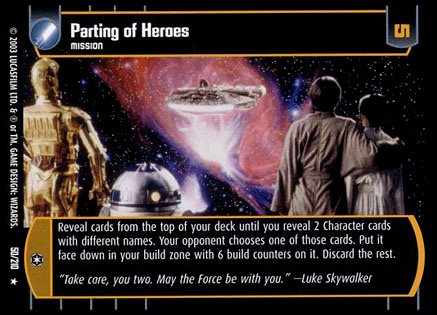 Parting of Heroes
MISSION
5
Reveal cards from the top of your deck until you reveal 2 Character cards
with different names. Your opponent chooses one of those cards. Put it
face down in your build zone with 6 build counters on it. Discard the rest.
“Take care, you two. May the Force be with you.” —Luke Skywalker
© 2003 LUCASFILM LTD. & ® or TM. GAME DESIGN: WIZARDS.
50/210